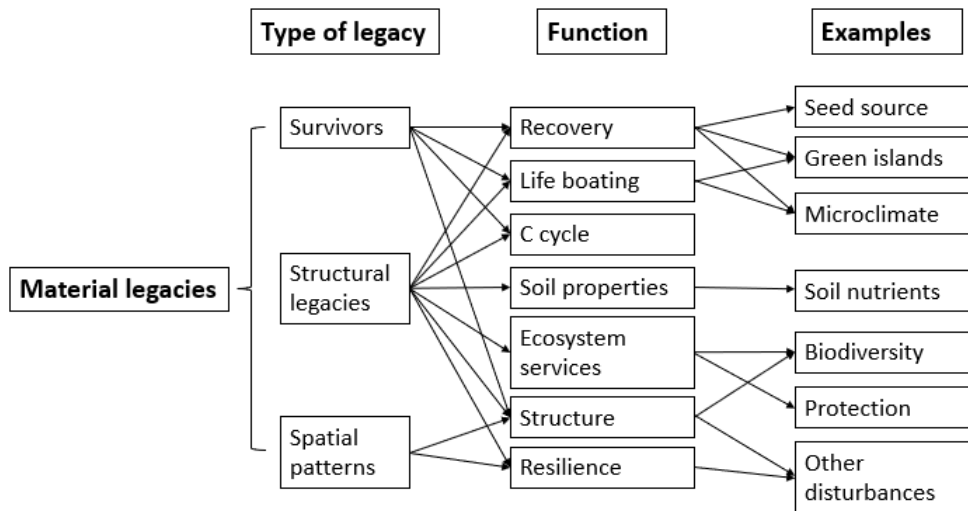 Type of legacy
Function
Examples
Material legacies
Survivors
Structural
legacies
Spatial
patterns
Recovery
Life boating
C cycle
Soil properties
Ecosystem
services
Structure
Resilience
Seed source
Green islands
Microclimate
Soil nutrients
Biodiversity
Protection
Other
disturbances